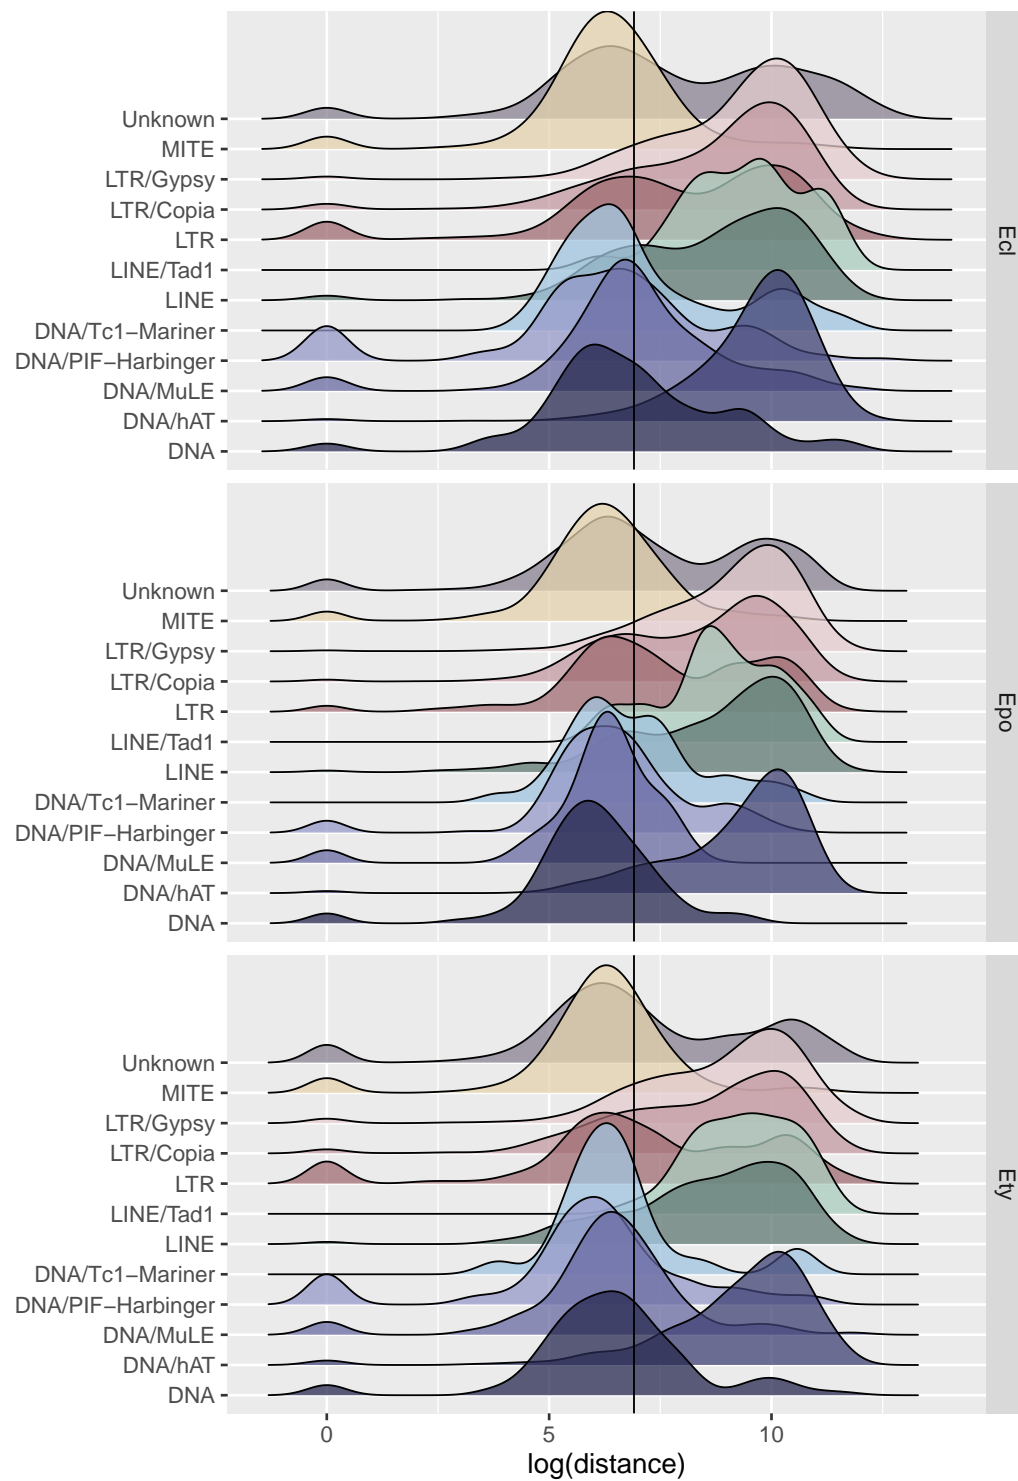 Unknown
MITE
LTR/Gypsy
LTR/Copia
LTR
LINE/Tad1
LINE
DNA/Tc1−Mariner
DNA/PIF−Harbinger
DNA/MuLE
DNA/hAT
DNA
Ecl
Unknown
MITE
LTR/Gypsy
LTR/Copia
LTR
LINE/Tad1
LINE
DNA/Tc1−Mariner
DNA/PIF−Harbinger
DNA/MuLE
DNA/hAT
DNA
Epo
Unknown
MITE
LTR/Gypsy
LTR/Copia
LTR
LINE/Tad1
LINE
DNA/Tc1−Mariner
DNA/PIF−Harbinger
DNA/MuLE
DNA/hAT
DNA
Ety
0 5 10
log(distance)